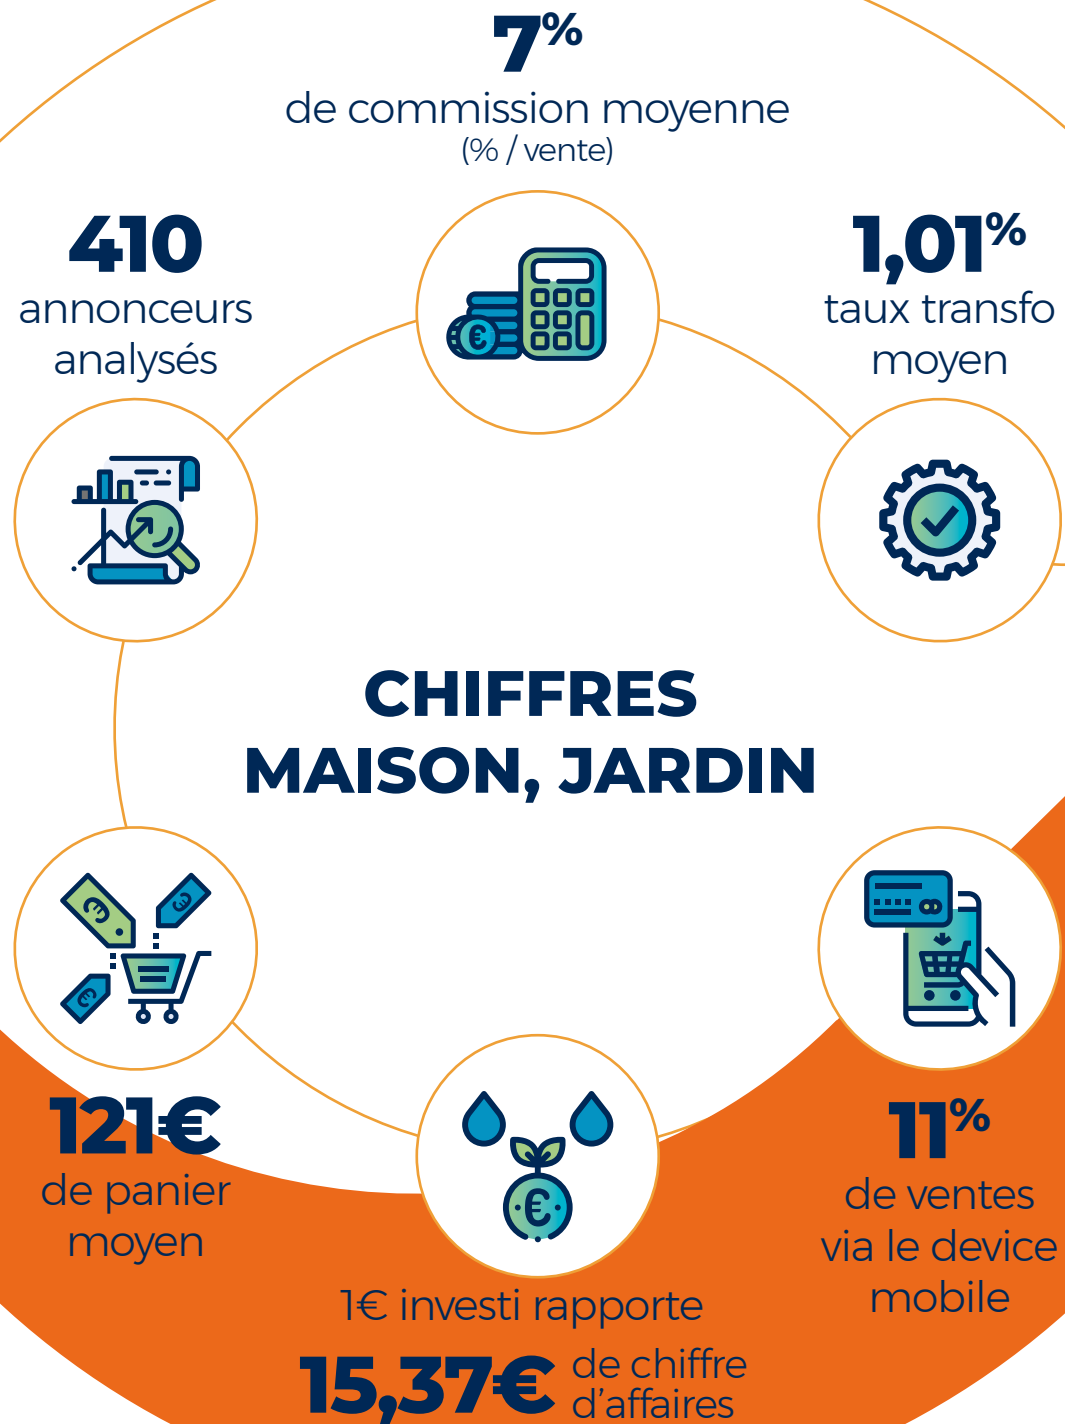 7%
de commission moyenne
(% / vente)
410
annonceurs
analysés
1,01%
taux transfo
moyen
€
CHIFFRES
MAISON, JARDIN
€
€
€
121€
de panier
moyen
€
11%
de ventes
via le device
mobile
1€ investi rapporte
15,37€ de chiffre
d'affaires